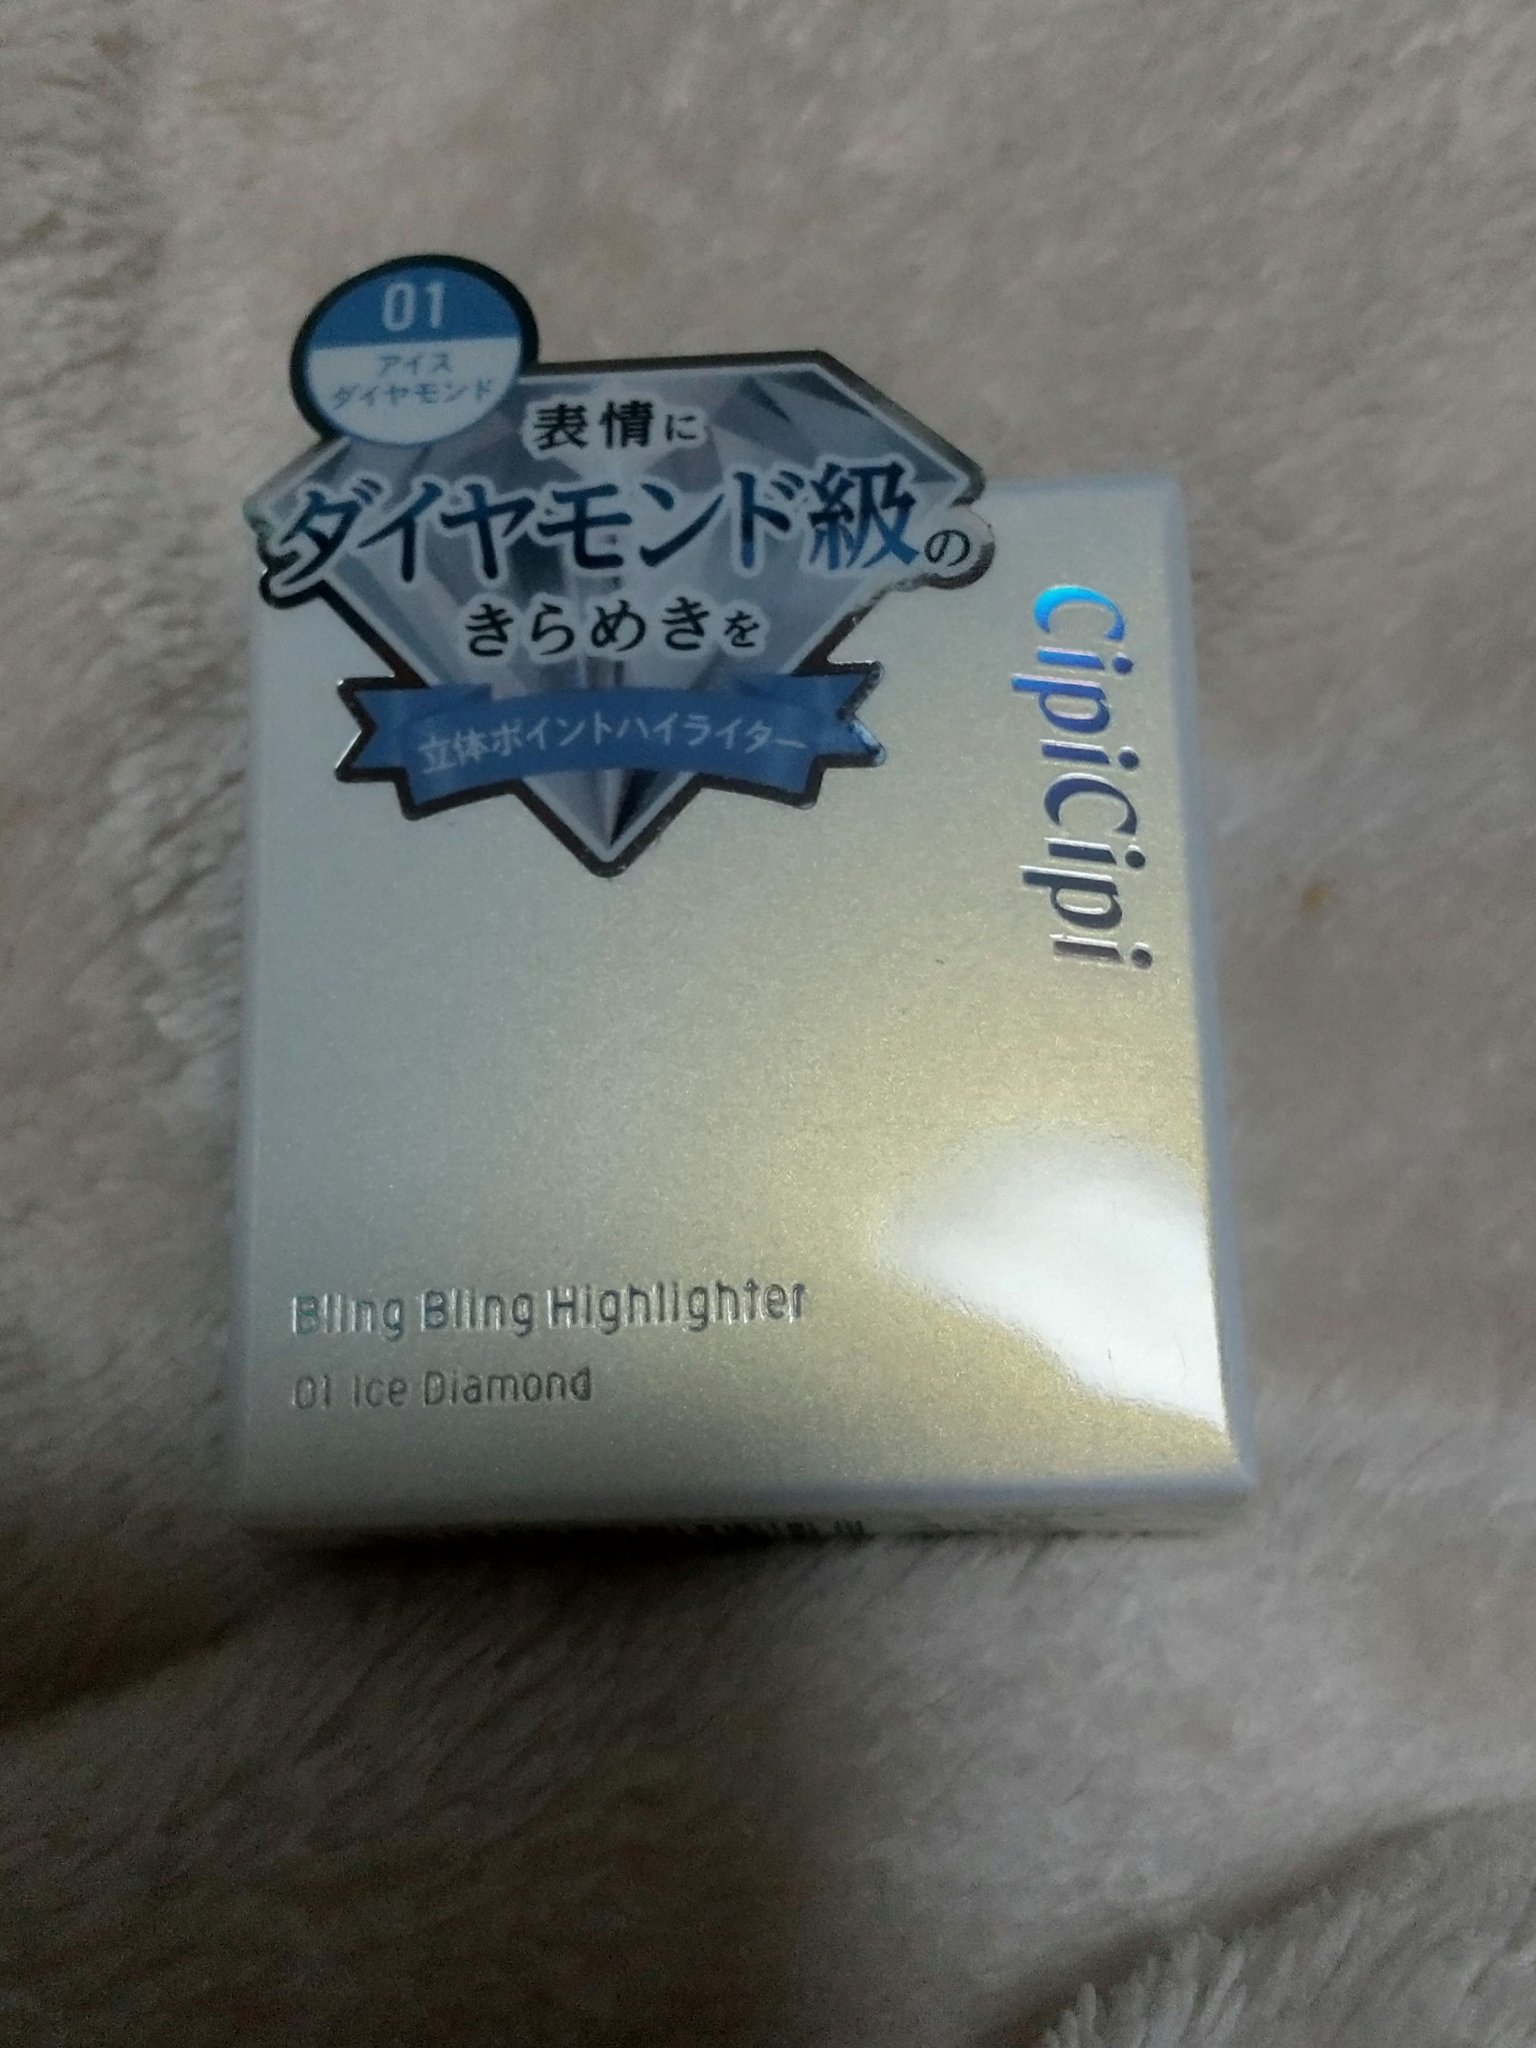 01
アイス
ダイヤモンド
表情に
ダイヤモンド級の
きらめきを
立体ポイントハイライター
CipiCipi
Bling Bling Highlighter
01 Ice Diamond